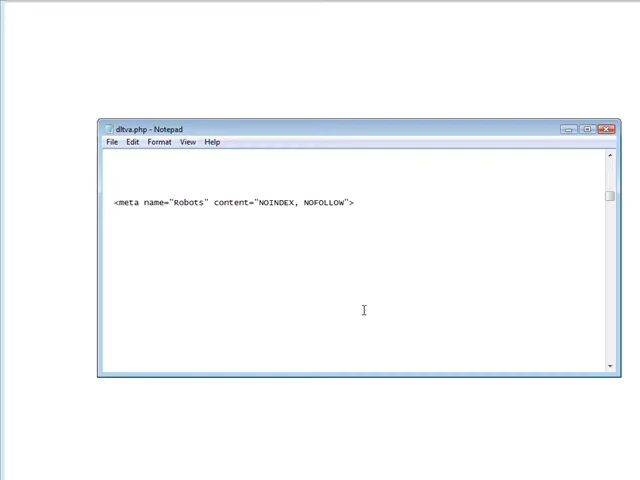 dltva.php - Notepad
File Edit Format View Help
<meta name="Robots" content="NOINDEX, NOFOLLOW">